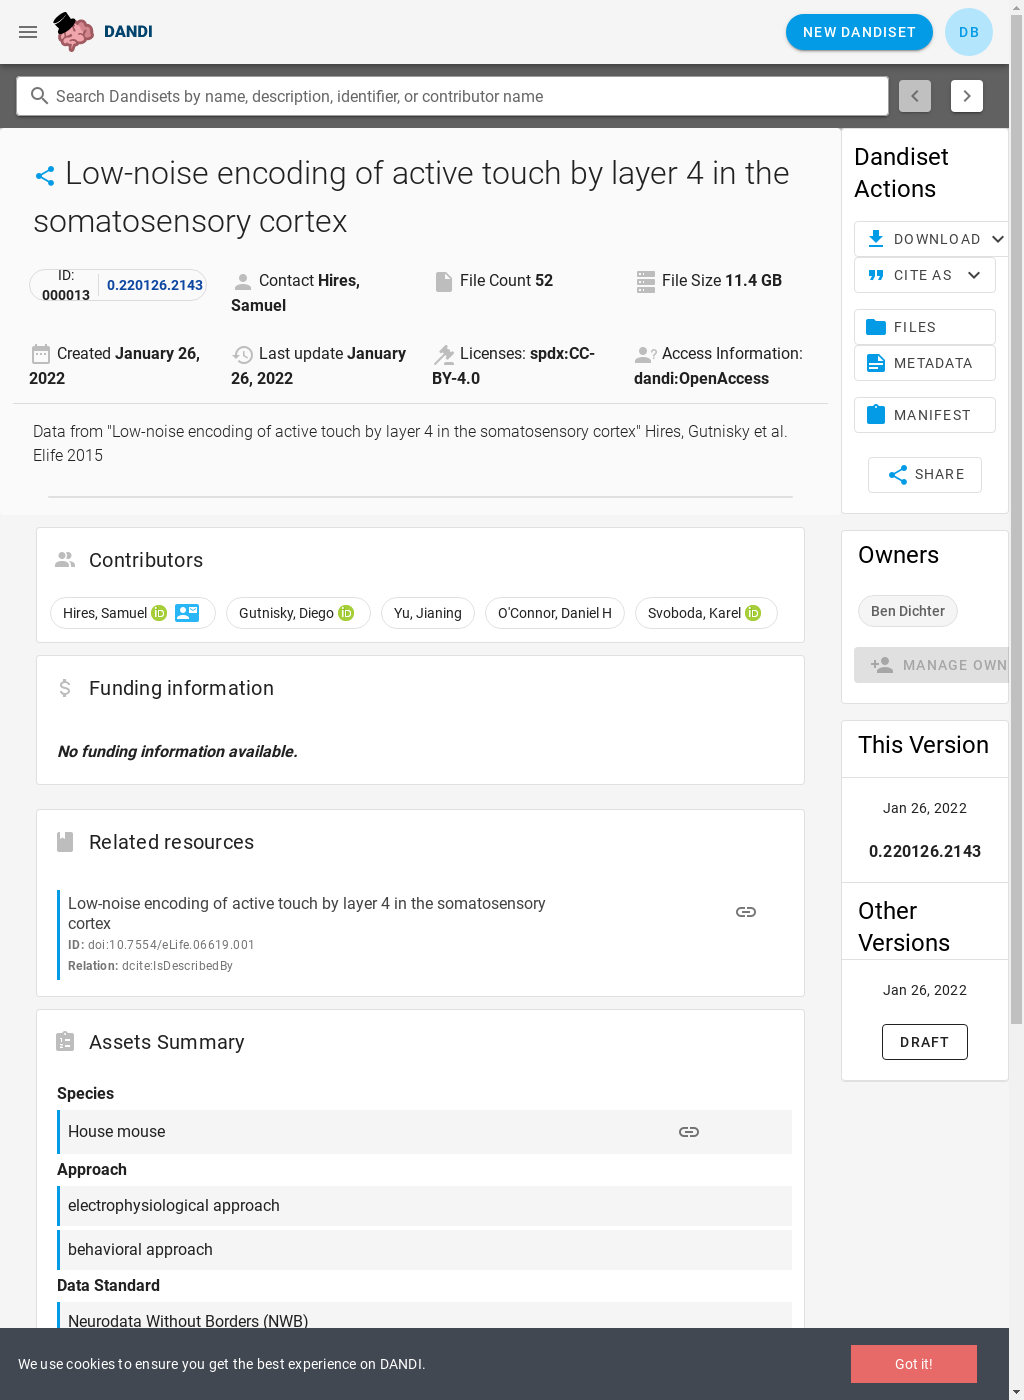 DANDI
NEW DANDISET
DB
Search Dandisets by name, description, identifier, or contributor name
Low-noise encoding of active touch by layer 4 in the
somatosensory cortex
ID:
000013
0.220126.2143
Contact Hires,
Samuel
File Count 52
File Size 11.4 GB
Created January 26,
2022
Last update January
26, 2022
Licenses: spdx:CC-
BY-4.0
Access Information:
dandi:OpenAccess
Data from "Low-noise encoding of active touch by layer 4 in the somatosensory cortex" Hires, Gutnisky et al.
Elife 2015
Contributors
Hires, Samuel iD
Gutnisky, Diego iD
Yu, Jianing
O'Connor, Daniel H
Svoboda, Karel iD
Funding information
No funding information available.
Related resources
Low-noise encoding of active touch by layer 4 in the somatosensory
cortex
ID: doi:10.7554/eLife.06619.001
Relation: dcite:IsDescribedBy
Assets Summary
Species
House mouse
Approach
electrophysiological approach
behavioral approach
Data Standard
Neurodata Without Borders (NWB)
Dandiset
Actions
DOWNLOAD
CITE AS
FILES
METADATA
MANIFEST
SHARE
Owners
Ben Dichter
MANAGE OWN
This Version
Jan 26, 2022
0.220126.2143
Other
Versions
Jan 26, 2022
DRAFT
We use cookies to ensure you get the best experience on DANDI.
Got it!